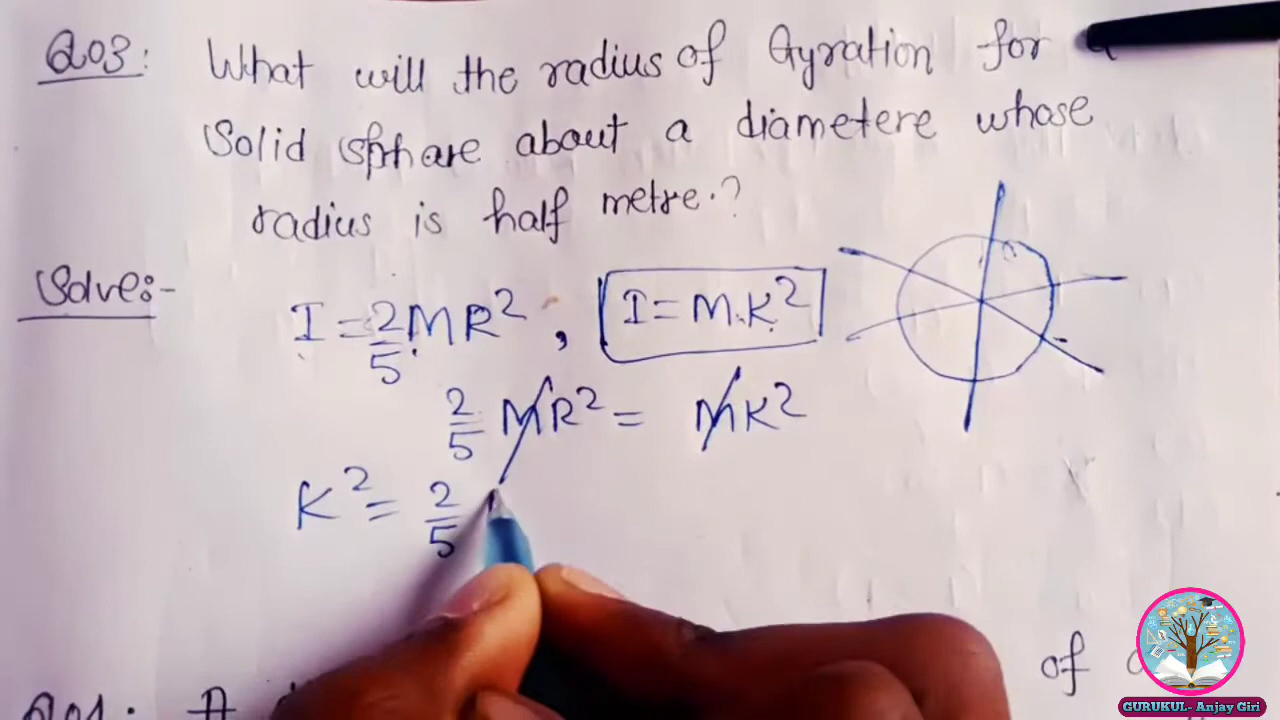 Q03: What will the radius of Gyration for a
Solid sphare about a diametere whose
radius is half metre.?
Solve:-
I = 2/5 MR², I = M.K²
2/5 MR² = MK²
K² = 2/5
of a
Q01: A
GURUKUL- Anjay Giri